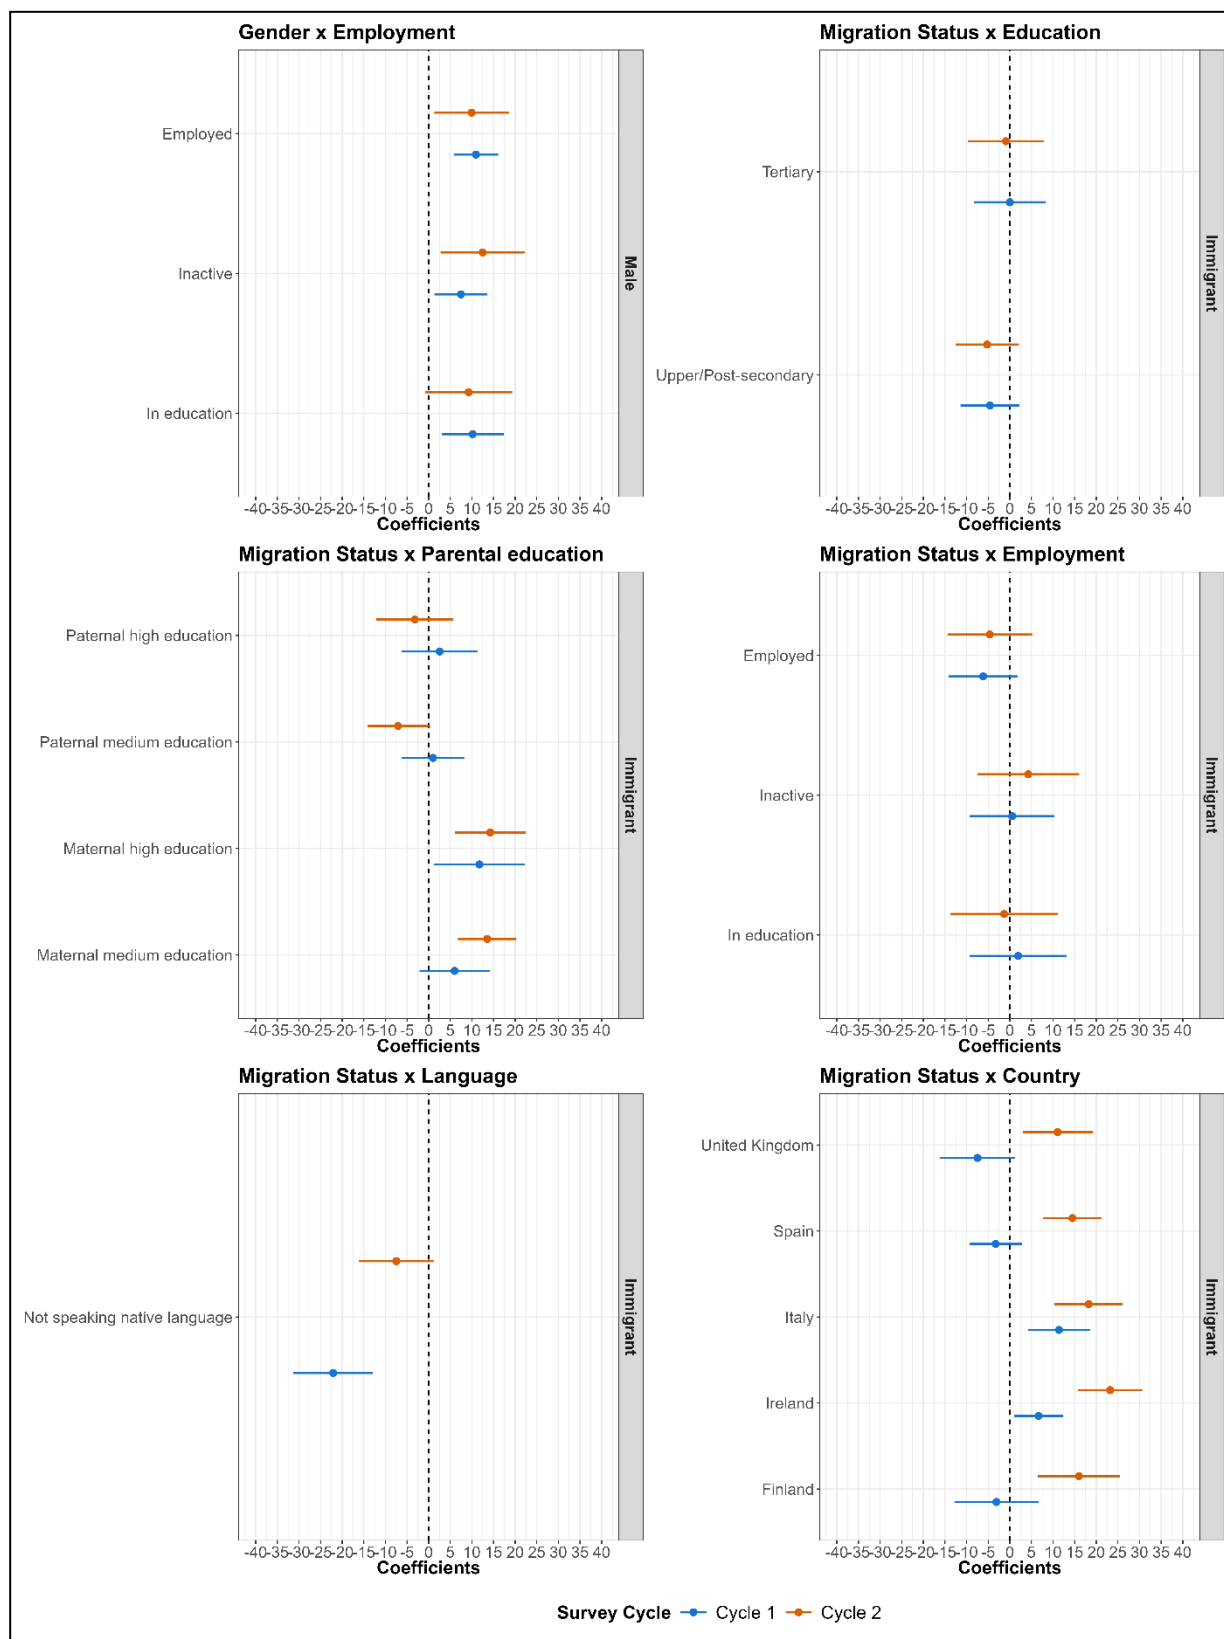 Gender x Employment
Employed
Inactive
In education
Male
-40 -35 -30 -25 -20 -15 -10 -5 0 5 10 15 20 25 30 35 40
Coefficients
Migration Status x Education
Tertiary
Upper/Post-secondary
Immigrant
-40 -35 -30 -25 -20 -15 -10 -5 0 5 10 15 20 25 30 35 40
Coefficients
Migration Status x Parental education
Paternal high education
Paternal medium education
Maternal high education
Maternal medium education
Immigrant
-40 -35 -30 -25 -20 -15 -10 -5 0 5 10 15 20 25 30 35 40
Coefficients
Migration Status x Employment
Employed
Inactive
In education
Immigrant
-40 -35 -30 -25 -20 -15 -10 -5 0 5 10 15 20 25 30 35 40
Coefficients
Migration Status x Language
Not speaking native language
Immigrant
-40 -35 -30 -25 -20 -15 -10 -5 0 5 10 15 20 25 30 35 40
Coefficients
Migration Status x Country
United Kingdom
Spain
Italy
Ireland
Finland
Immigrant
-40 -35 -30 -25 -20 -15 -10 -5 0 5 10 15 20 25 30 35 40
Coefficients
Survey Cycle Cycle 1 Cycle 2